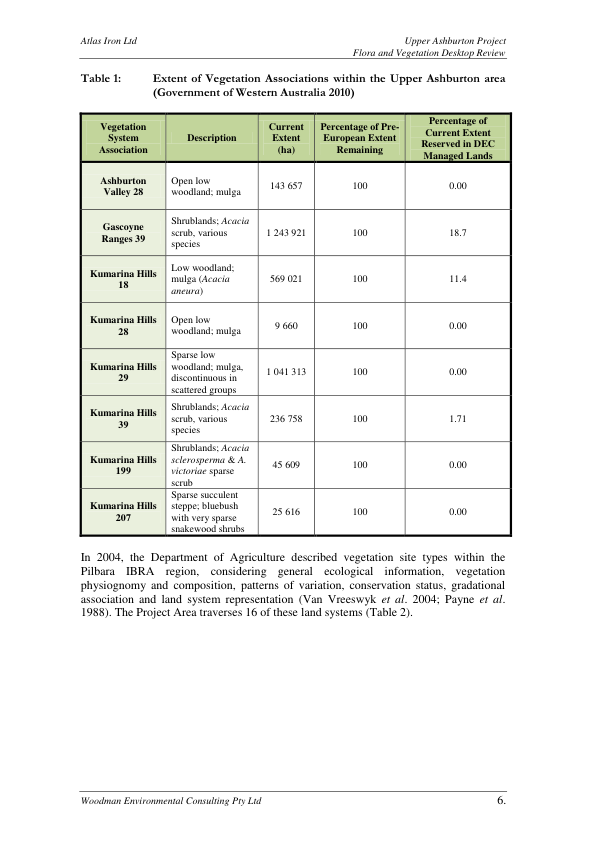 Atlas Iron Ltd
Upper Ashburton Project
Flora and Vegetation Desktop Review
Table 1: Extent of Vegetation Associations within the Upper Ashburton area
(Government of Western Australia 2010)
Vegetation
System
Association
Description
Current
Extent
(ha)
Percentage of Pre-
European Extent
Remaining
Percentage of
Current Extent
Reserved in DEC
Managed Lands
Ashburton
Valley 28
Open low
woodland; mulga
143 657
100
0.00
Gascoyne
Ranges 39
Shrublands; Acacia
scrub, various
species
1 243 921
100
18.7
Kumarina Hills
18
Low woodland;
mulga (Acacia
aneura)
569 021
100
11.4
Kumarina Hills
28
Open low
woodland; mulga
9 660
100
0.00
Kumarina Hills
29
Sparse low
woodland; mulga,
discontinuous in
scattered groups
1 041 313
100
0.00
Kumarina Hills
39
Shrublands; Acacia
scrub, various
species
236 758
100
1.71
Kumarina Hills
199
Shrublands; Acacia
sclerosperma & A.
victoriae sparse
scrub
45 609
100
0.00
Kumarina Hills
207
Sparse succulent
steppe; bluebush
with very sparse
snakewood shrubs
25 616
100
0.00
In 2004, the Department of Agriculture described vegetation site types within the
Pilbara IBRA region, considering general ecological information, vegetation
physiognomy and composition, patterns of variation, conservation status, gradational
association and land system representation (Van Vreeswyk et al. 2004; Payne et al.
1988). The Project Area traverses 16 of these land systems (Table 2).
Woodman Environmental Consulting Pty Ltd
6.